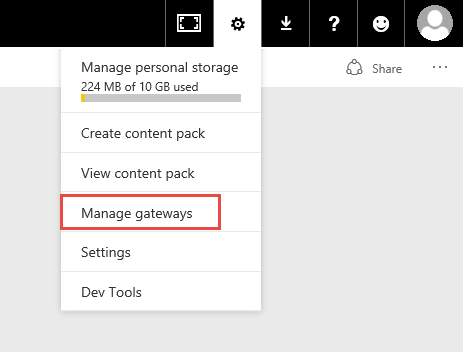 Manage personal storage
224 MB of 10 GB used
Share
Create content pack
View content pack
Manage gateways
Settings
Dev Tools